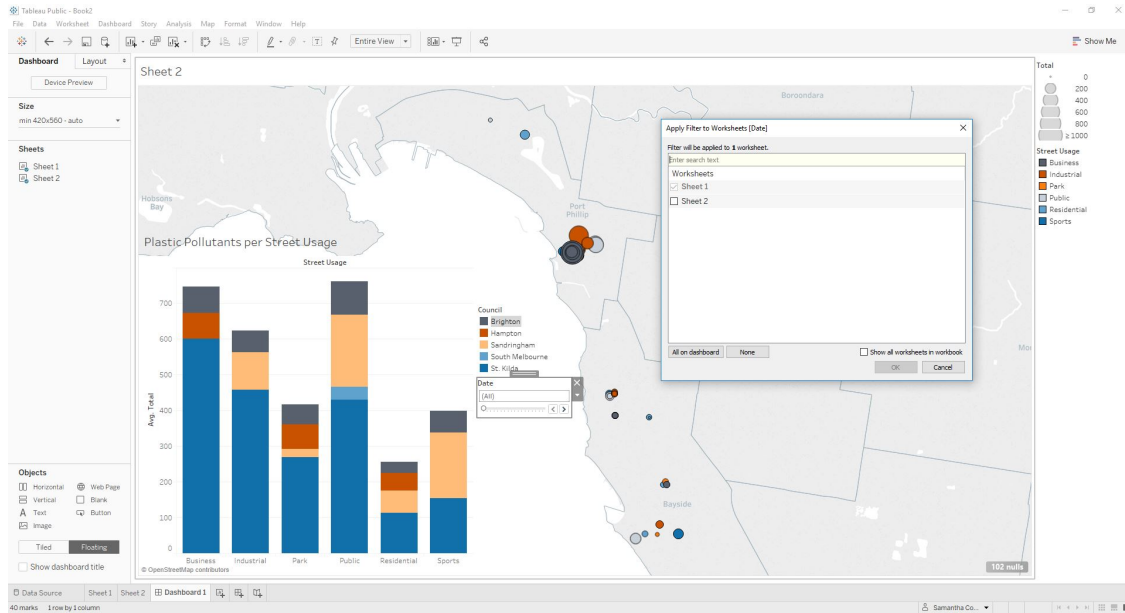 Tableau Public - Book2
File Data Worksheet Dashboard Story Analysis Map Format Window Help
Entire View
Show Me
Dashboard Layout
Device Preview
Size
min 420x560 - auto
Sheets
Sheet 1
Sheet 2
Objects
Horizontal Web Page
Vertical Blank
A Text Button
Image
Tiled Floating
Show dashboard title
Sheet 2
Boroondara
Hobsons
Bay
Port
Phillip
Bayside
Plastic Pollutants per Street Usage
Street Usage
Avg. Total
700
600
500
400
300
200
100
0
Business Industrial Park Public Residential Sports
© OpenStreetMap contributors
Council
Brighton
Hampton
Sandringham
South Melbourne
St. Kilda
Date
(All)
Apply Filter to Worksheets [Date]
Filter will be applied to 1 worksheet.
Enter search text
Worksheets
Sheet 1
Sheet 2
All on dashboard None Show all worksheets in workbook
OK Cancel
102 nulls
Total
0
200
400
600
800
≥ 1000
Street Usage
Business
Industrial
Park
Public
Residential
Sports
Data Source Sheet 1 Sheet 2 Dashboard 1
40 marks 1 row by 1 column
Samantha Co...